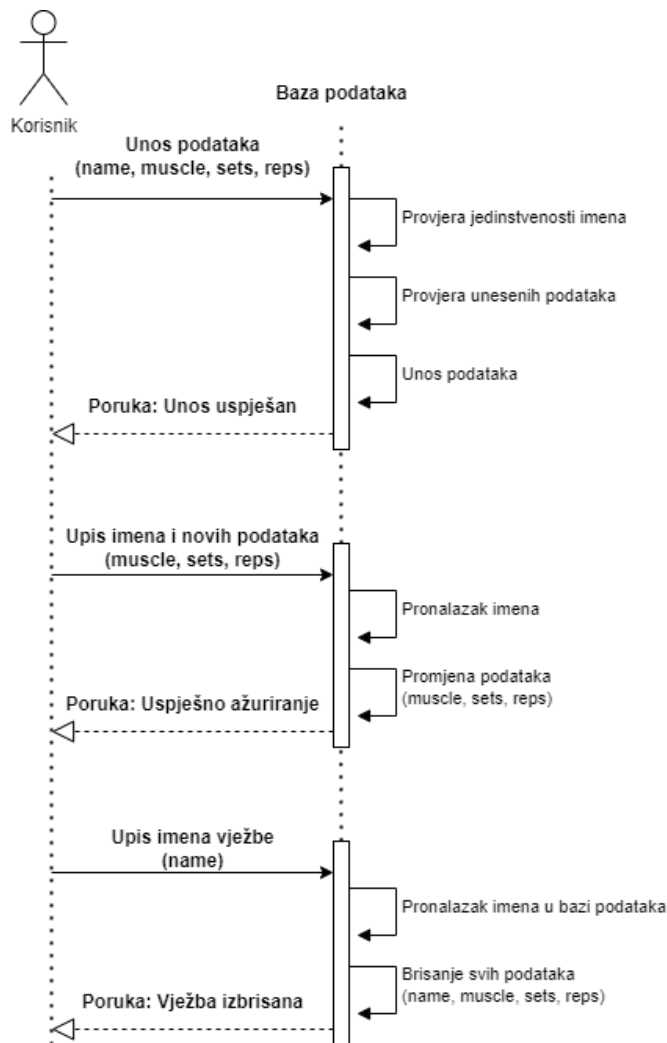 Korisnik
Baza podataka
Unos podataka
(name, muscle, sets, reps)
Provjera jedinstvenosti imena
Provjera unesenih podataka
Unos podataka
Poruka: Unos uspješan
Upis imena i novih podataka
(muscle, sets, reps)
Pronalazak imena
Promjena podataka
(muscle, sets, reps)
Poruka: Uspješno ažuriranje
Upis imena vježbe
(name)
Pronalazak imena u bazi podataka
Brisanje svih podataka
(name, muscle, sets, reps)
Poruka: Vježba izbrisana